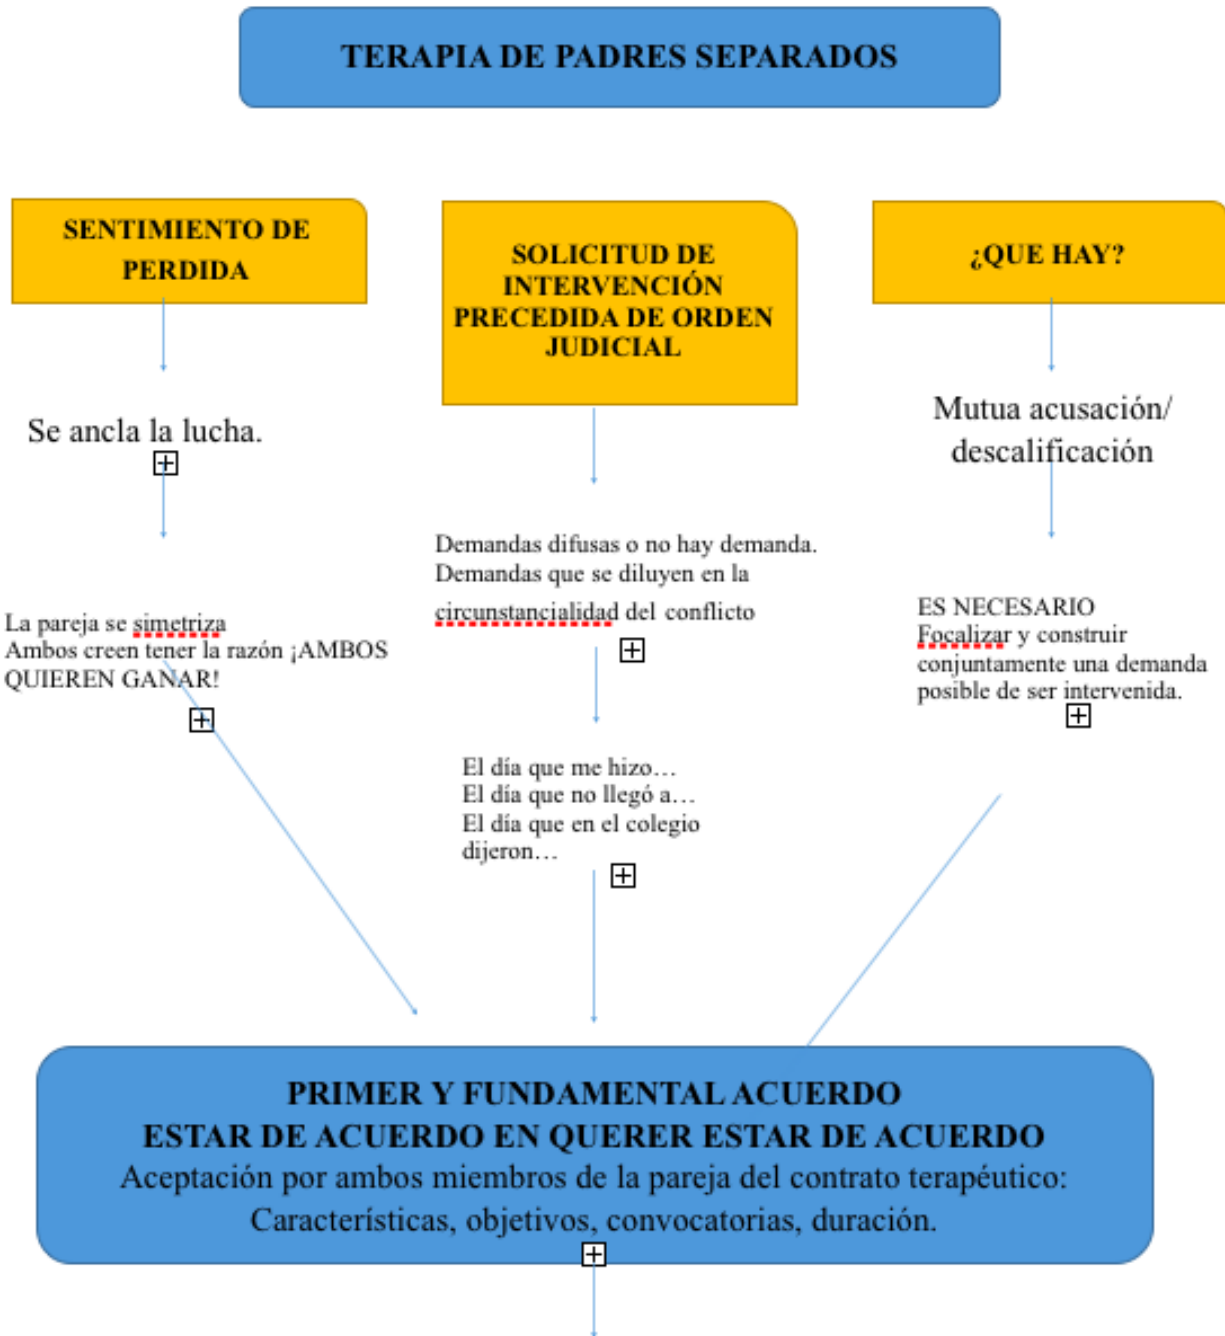 TERAPIA DE PADRES SEPARADOS
SENTIMIENTO DE
PERDIDA
Se ancla la lucha.
La pareja se simetriza
Ambos creen tener la razón ¡AMBOS
QUIEREN GANAR!
SOLICITUD DE
INTERVENCIÓN
PRECEDIDA DE ORDEN
JUDICIAL
Demandas difusas o no hay demanda.
Demandas que se diluyen en la
circunstancialidad del conflicto
El día que me hizo…
El día que no llegó a…
El día que en el colegio
dijeron…
¿QUE HAY?
Mutua acusación/
descalificación
ES NECESARIO
Focalizar y construir
conjuntamente una demanda
posible de ser intervenida.
PRIMER Y FUNDAMENTAL ACUERDO
ESTAR DE ACUERDO EN QUERER ESTAR DE ACUERDO
Aceptación por ambos miembros de la pareja del contrato terapéutico:
Características, objetivos, convocatorias, duración.